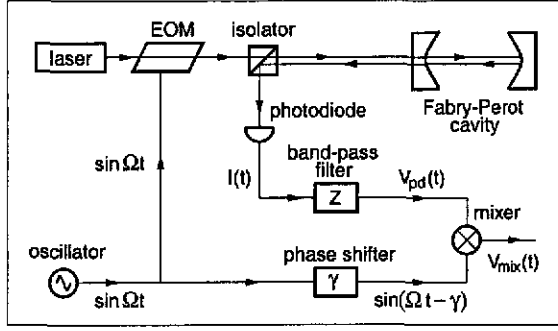 EOM
isolator
laser
Fabry-Perot
cavity
photodiode
sin Ωt
I(t)
band-pass
filter
Z
V_pd(t)
mixer
V_mix(t)
oscillator
sin Ωt
phase shifter
γ
sin(Ωt−γ)